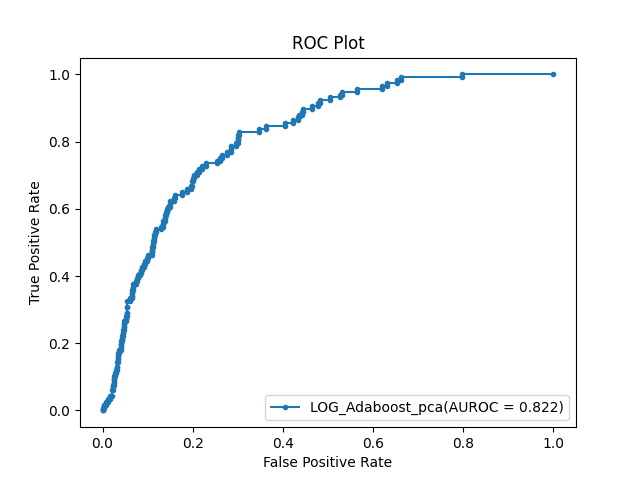 ROC Plot
True Positive Rate
1.0
0.8
0.6
0.4
0.2
0.0
LOG_Adaboost_pca(AUROC = 0.822)
0.0 0.2 0.4 0.6 0.8 1.0
False Positive Rate